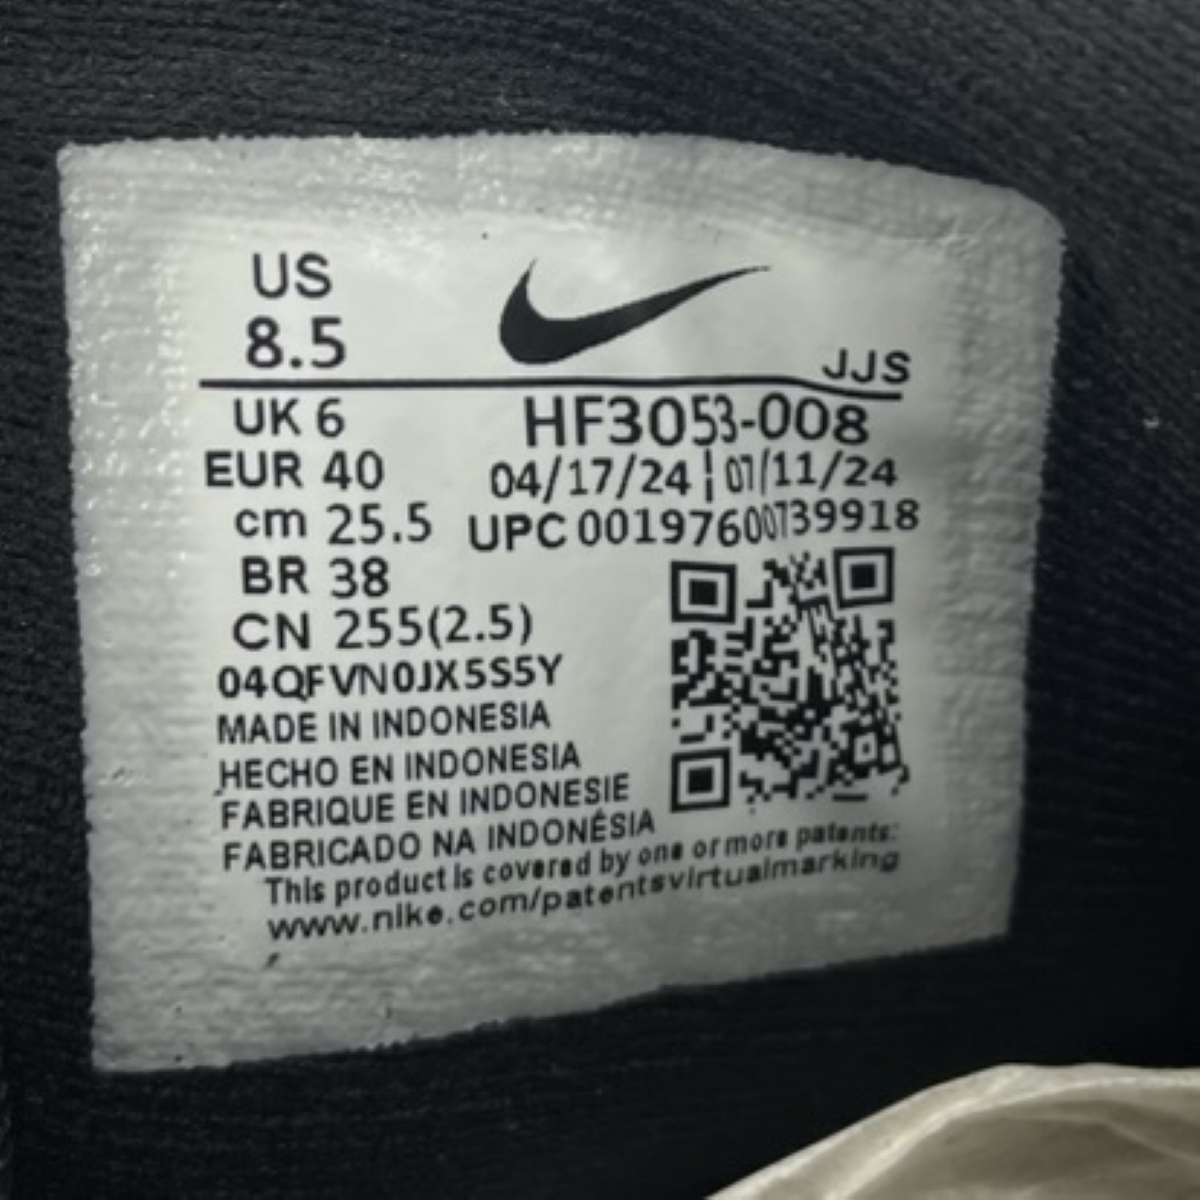 US
8.5
JJS
UK 6
HF3053-008
EUR 40
04/17/24 ¦ 07/11/24
cm 25.5
UPC 00197600739918
BR 38
CN 255(2.5)
04QFVN0JX5S5Y
MADE IN INDONESIA
HECHO EN INDONESIA
FABRIQUE EN INDONESIE
FABRICADO NA INDONÉSIA
This product is covered by one or more patents:
www.nike.com/patentsvirtualmarking